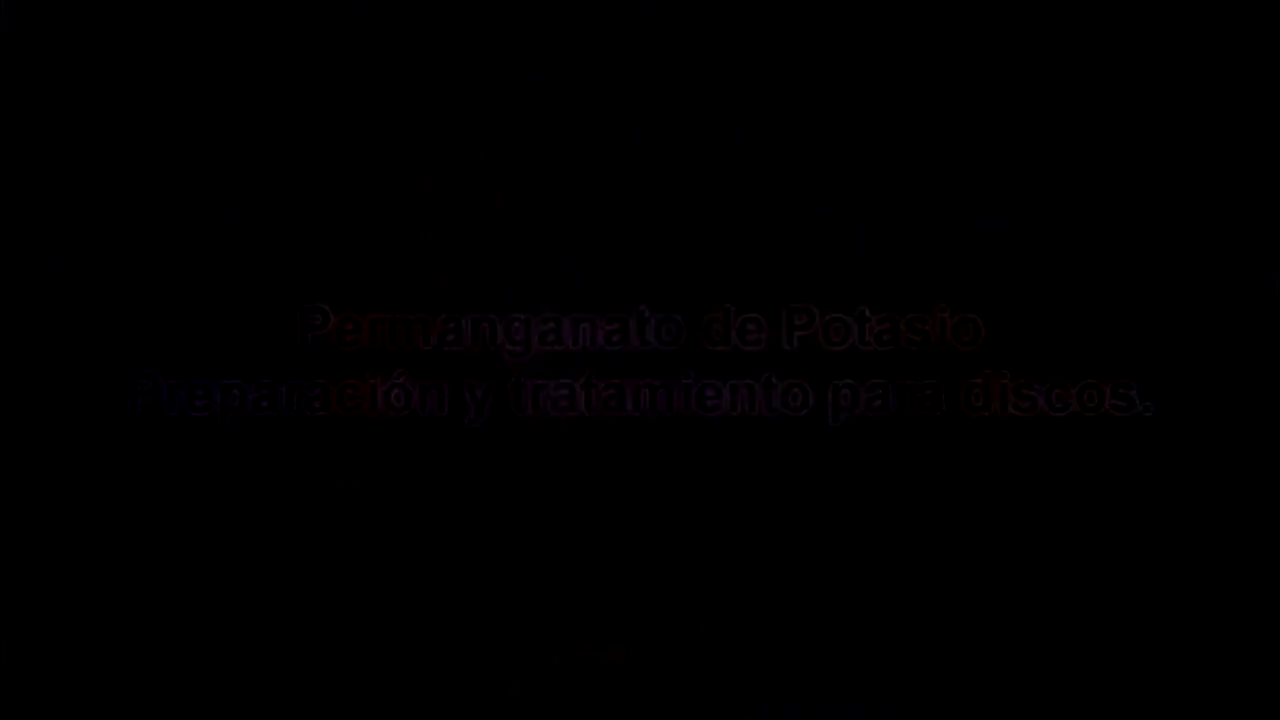 Permanganato de Potasio
Preparación y tratamiento para discos.